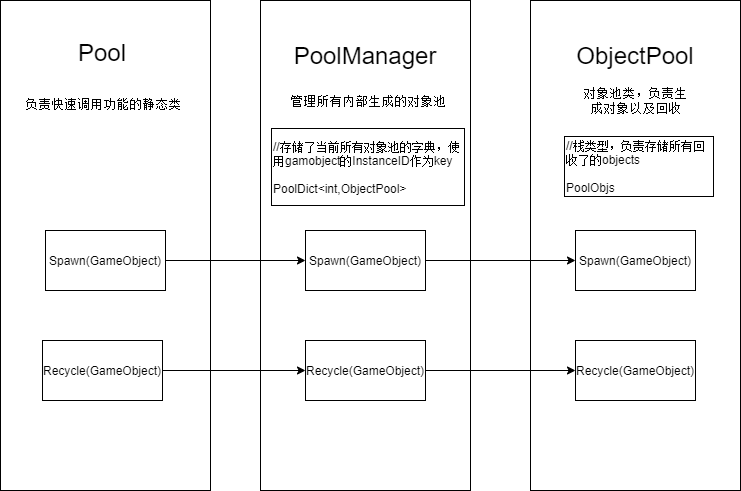 Pool
负责快速调用功能的静态类
Spawn(GameObject)
Recycle(GameObject)
PoolManager
管理所有内部生成的对象池
//存储了当前所有对象池的字典，使
用gamobject的InstanceID作为key
PoolDict<int,ObjectPool>
Spawn(GameObject)
Recycle(GameObject)
ObjectPool
对象池类，负责生
成对象以及回收
//栈类型，负责存储所有回
收了的objects
PoolObjs
Spawn(GameObject)
Recycle(GameObject)